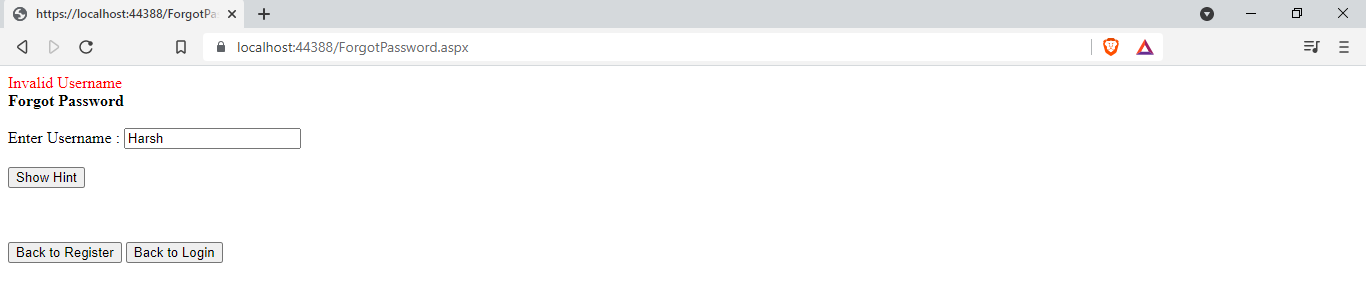 https://localhost:44388/ForgotPa
localhost:44388/ForgotPassword.aspx
Invalid Username
Forgot Password
Enter Username : Harsh
Show Hint
Back to Register Back to Login